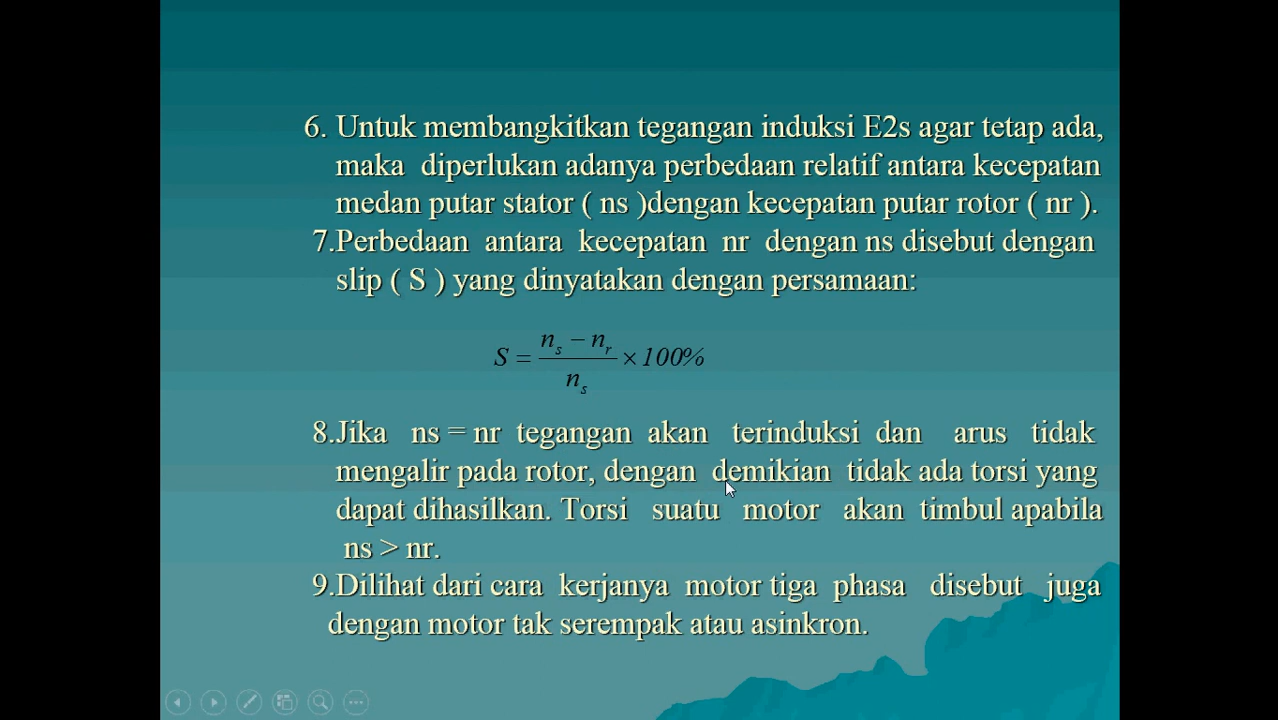 6. Untuk membangkitkan tegangan induksi E2s agar tetap ada,
maka diperlukan adanya perbedaan relatif antara kecepatan
medan putar stator ( ns )dengan kecepatan putar rotor ( nr ).
7.Perbedaan antara kecepatan nr dengan ns disebut dengan
slip ( S ) yang dinyatakan dengan persamaan:
S = (n_s − n_r) / n_s × 100%
8.Jika ns = nr tegangan akan terinduksi dan arus tidak
mengalir pada rotor, dengan demikian tidak ada torsi yang
dapat dihasilkan. Torsi suatu motor akan timbul apabila
ns > nr.
9.Dilihat dari cara kerjanya motor tiga phasa disebut juga
dengan motor tak serempak atau asinkron.